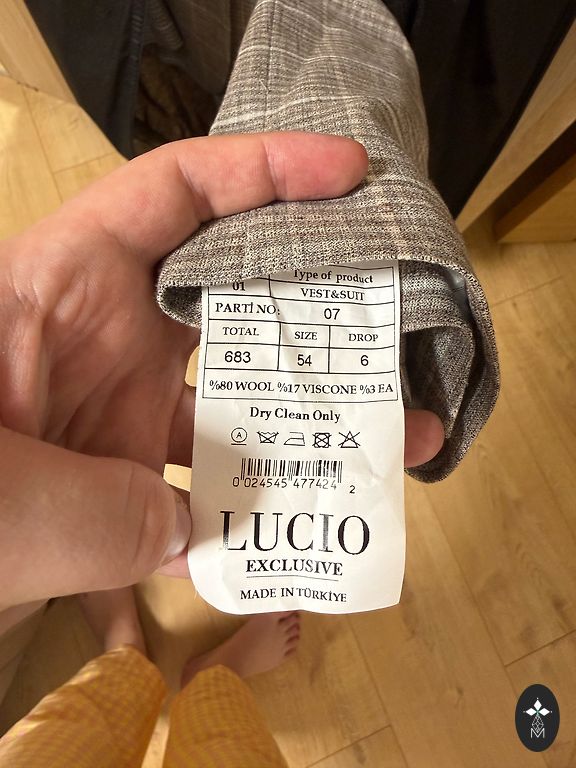 Type of product
01 VEST&SUIT
PARTİ NO: 07
TOTAL SIZE DROP
683 54 6
%80 WOOL %17 VISCONE %3 EA
Dry Clean Only
A
0 024545 477424 2
LUCIO
EXCLUSIVE
MADE IN TÜRKİYE
M